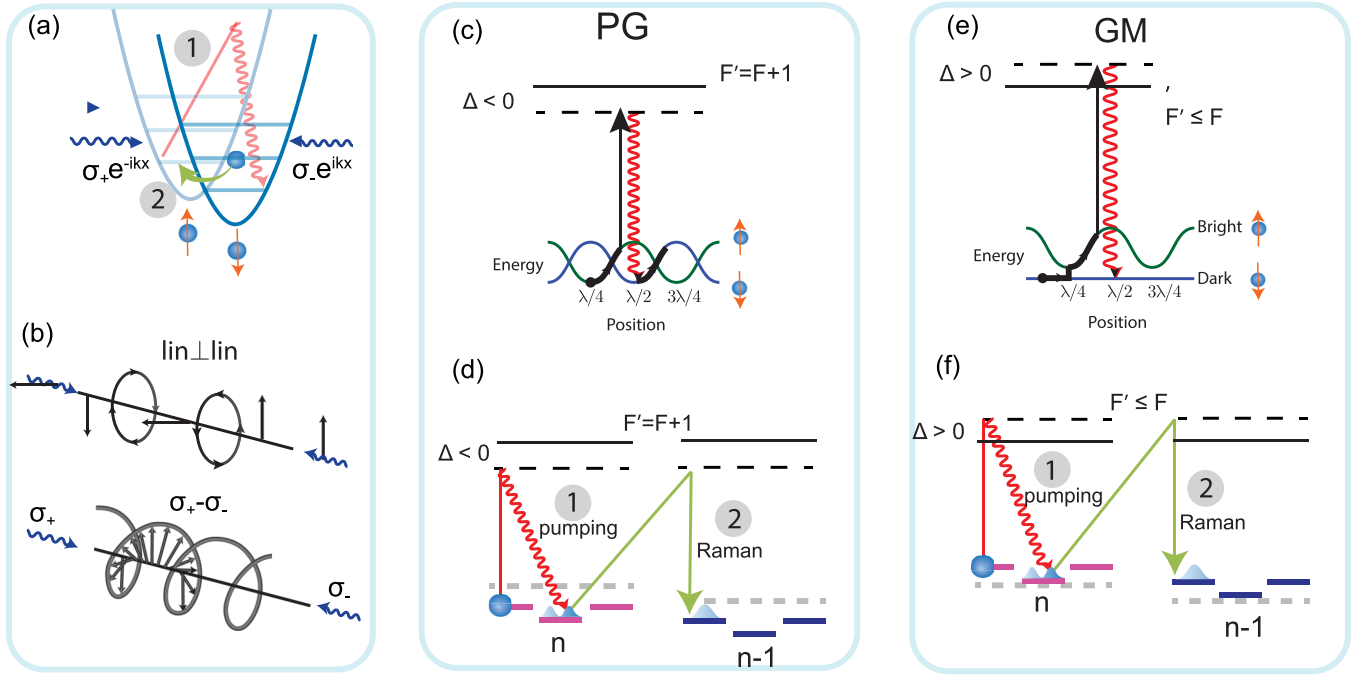 (a)
1
σ₊e⁻ⁱᵏˣ
σ₋eⁱᵏˣ
2
(b)
lin⊥lin
σ₊-σ₋
σ₊
σ₋
(c)
PG
F'=F+1
Δ < 0
Energy
λ/4
λ/2
3λ/4
Position
(d)
F'=F+1
Δ < 0
1
pumping
2
Raman
n
n-1
(e)
GM
Δ > 0
,
F' ≤ F
Bright
Energy
Dark
λ/4
λ/2
3λ/4
Position
(f)
F' ≤ F
Δ > 0
1
pumping
2
Raman
n
n-1